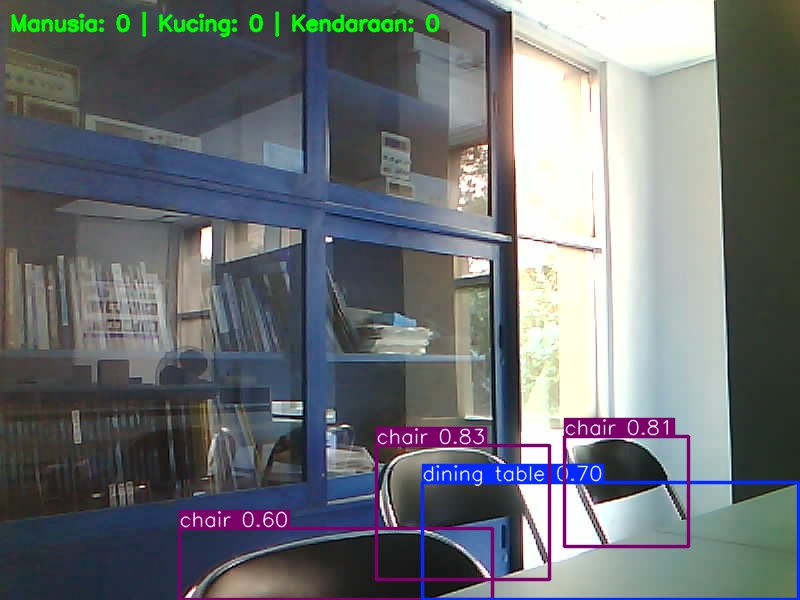 Manusia: 0 | Kucing: 0 | Kendaraan: 0
chair 0.83
chair 0.81
dining table 0.70
chair 0.60